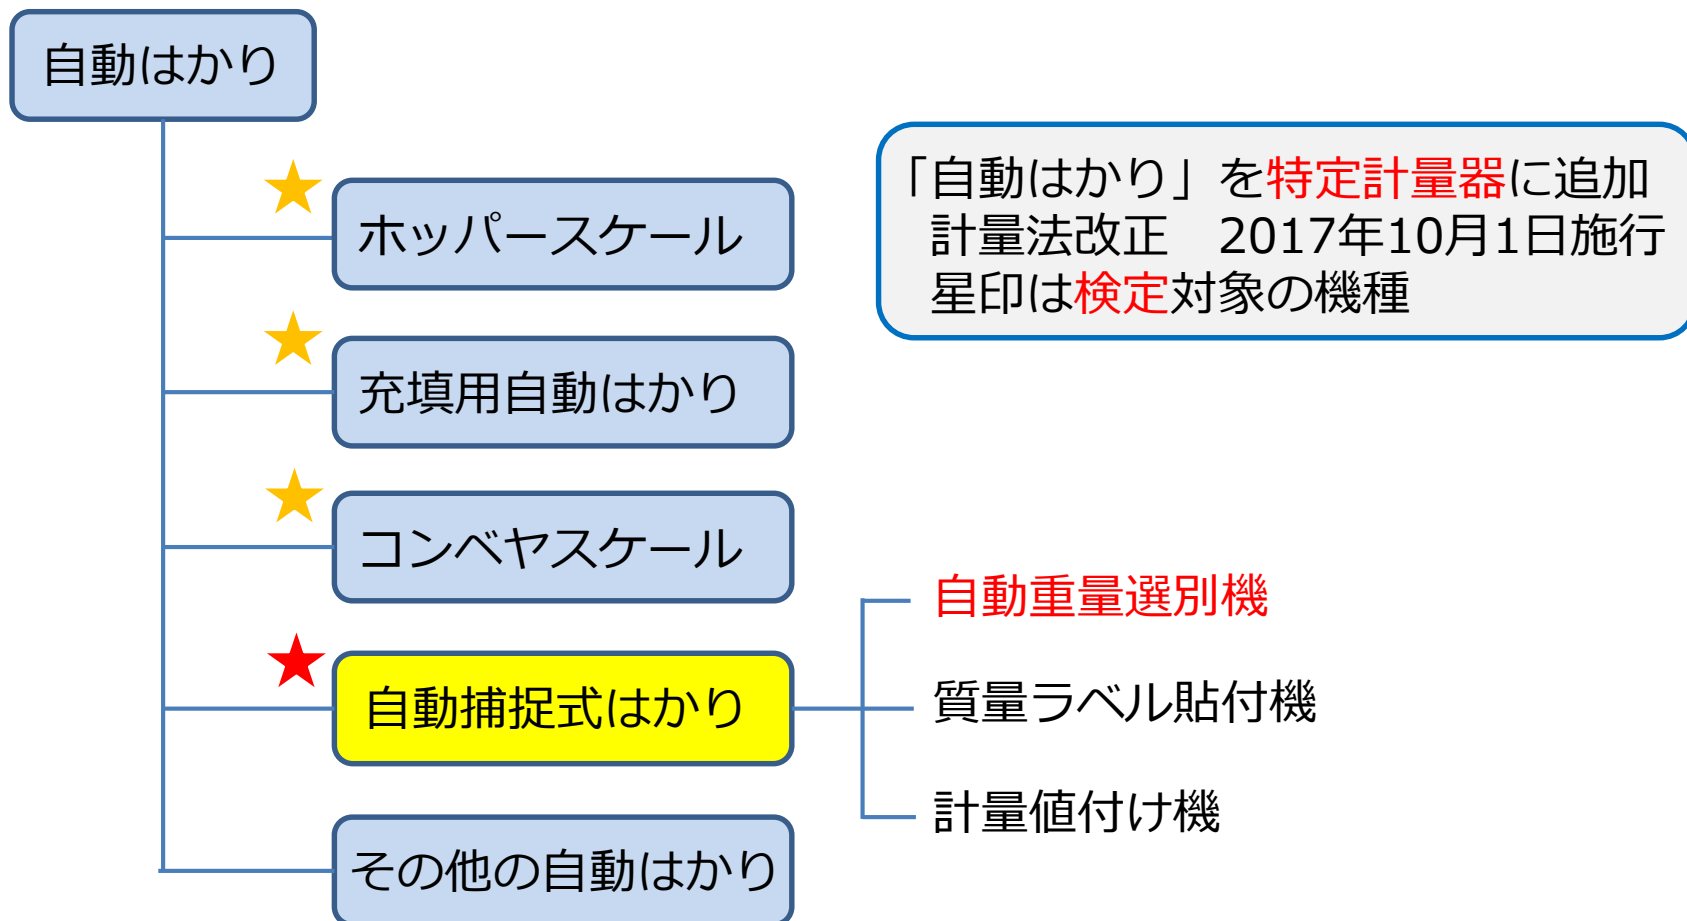 自動はかり
「自動はかり」を特定計量器に追加
計量法改正　2017年10月1日施行
星印は検定対象の機種
ホッパースケール
充填用自動はかり
コンベヤスケール
自動捕捉式はかり
自動重量選別機
質量ラベル貼付機
計量値付け機
その他の自動はかり